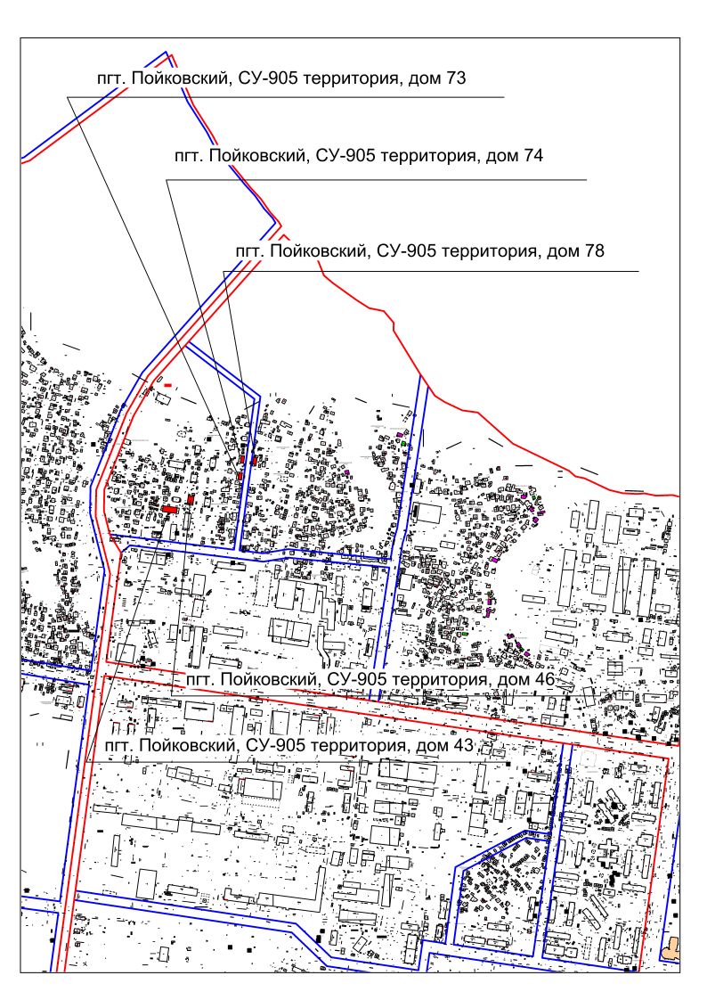 пгт. Пойковский, СУ-905 территория, дом 73
пгт. Пойковский, СУ-905 территория, дом 74
пгт. Пойковский, СУ-905 территория, дом 78
пгт. Пойковский, СУ-905 территория, дом 46
пгт. Пойковский, СУ-905 территория, дом 43